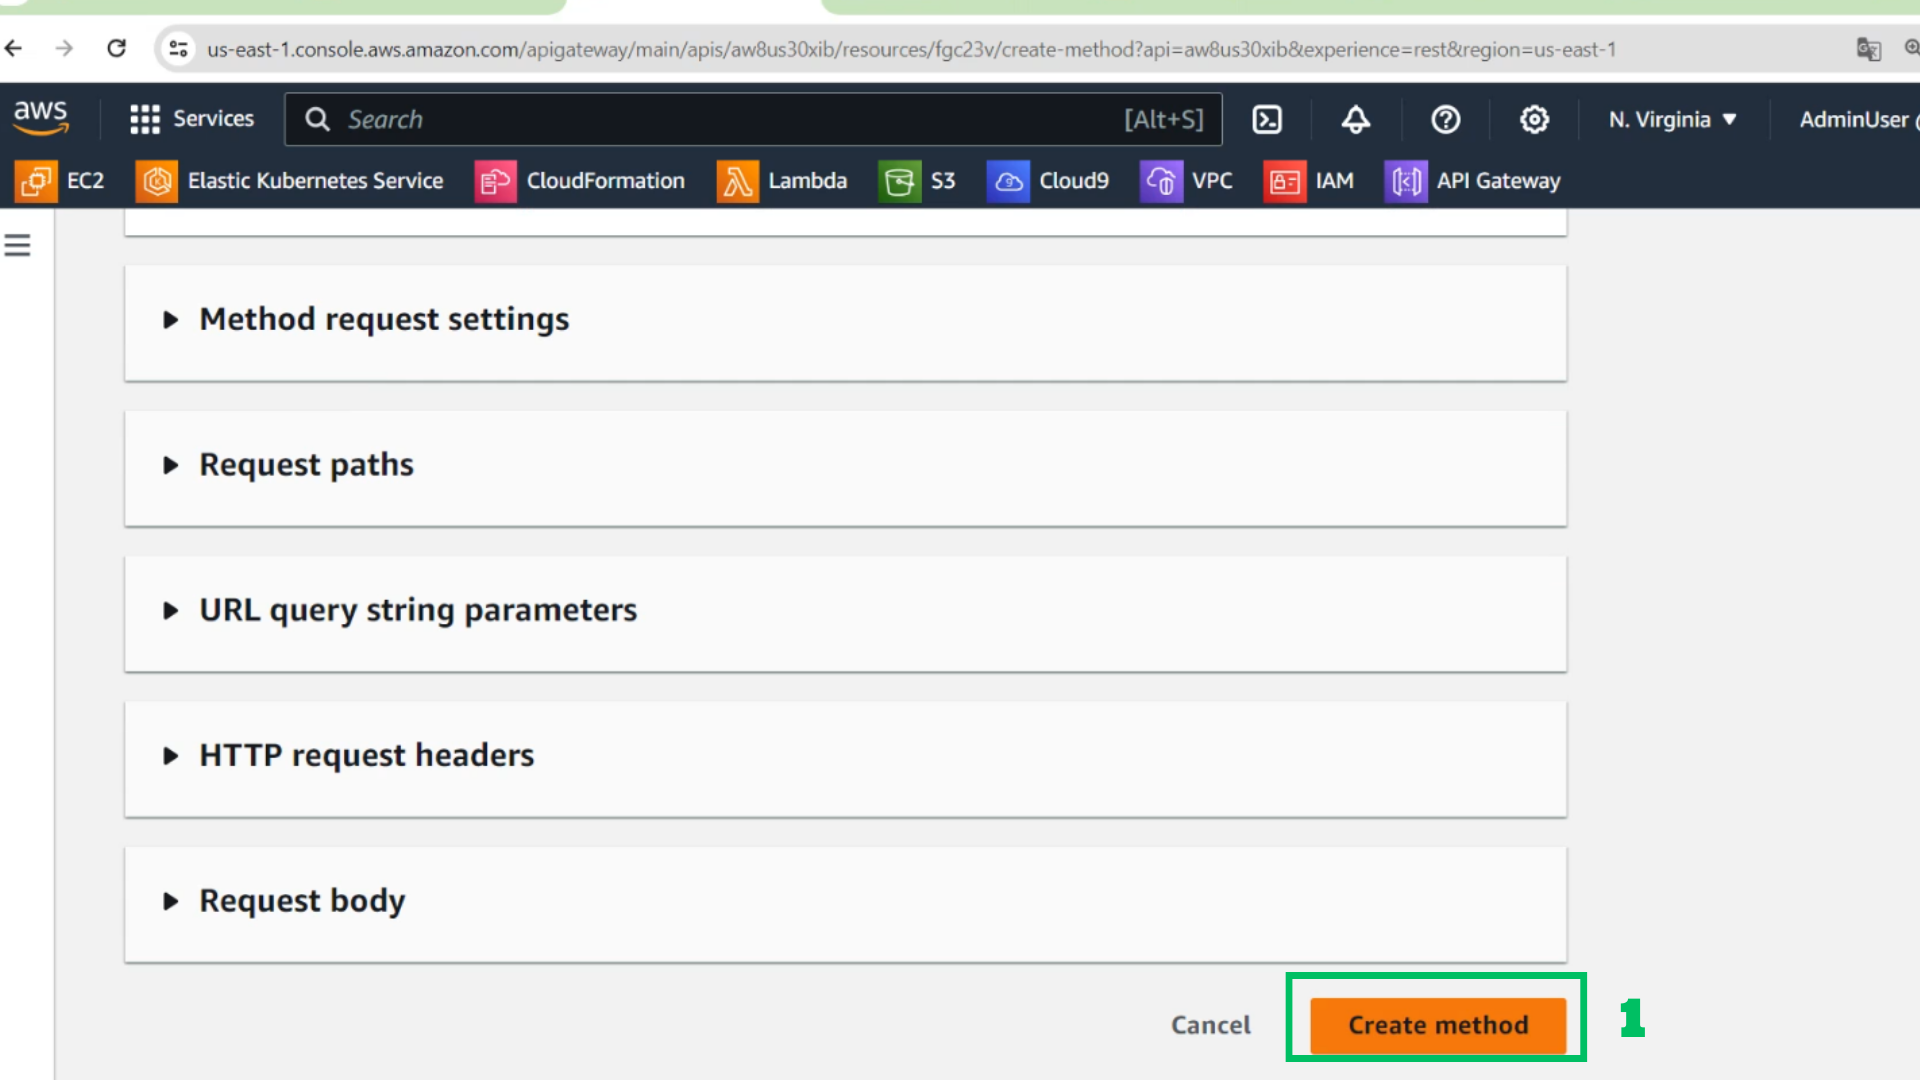 us-east-1.console.aws.amazon.com/apigateway/main/apis/aw8us30xib/resources/fgc23v/create-method?api=aw8us30xib&experience=rest&region=us-east-1
aws Services Search [Alt+S] N. Virginia AdminUser
EC2 Elastic Kubernetes Service CloudFormation Lambda S3 Cloud9 VPC IAM API Gateway
Method request settings
Request paths
URL query string parameters
HTTP request headers
Request body
Cancel Create method 1